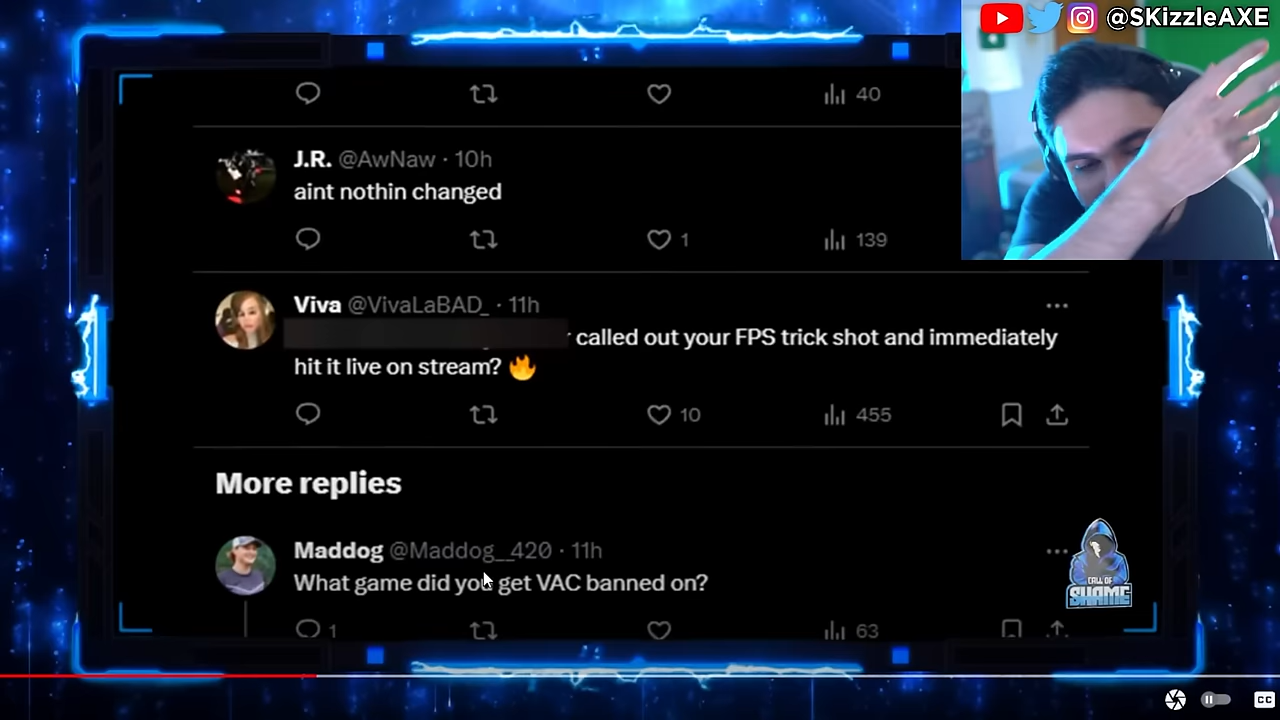 @SKizzleAXE
40
J.R. @AwNaw · 10h
aint nothin changed
1
139
Viva @VivaLaBAD_ · 11h
called out your FPS trick shot and immediately
hit it live on stream? 🔥
10
455
More replies
Maddog @Maddog__420 · 11h
What game did you get VAC banned on?
1
63
CALL OF
SHAME
CC